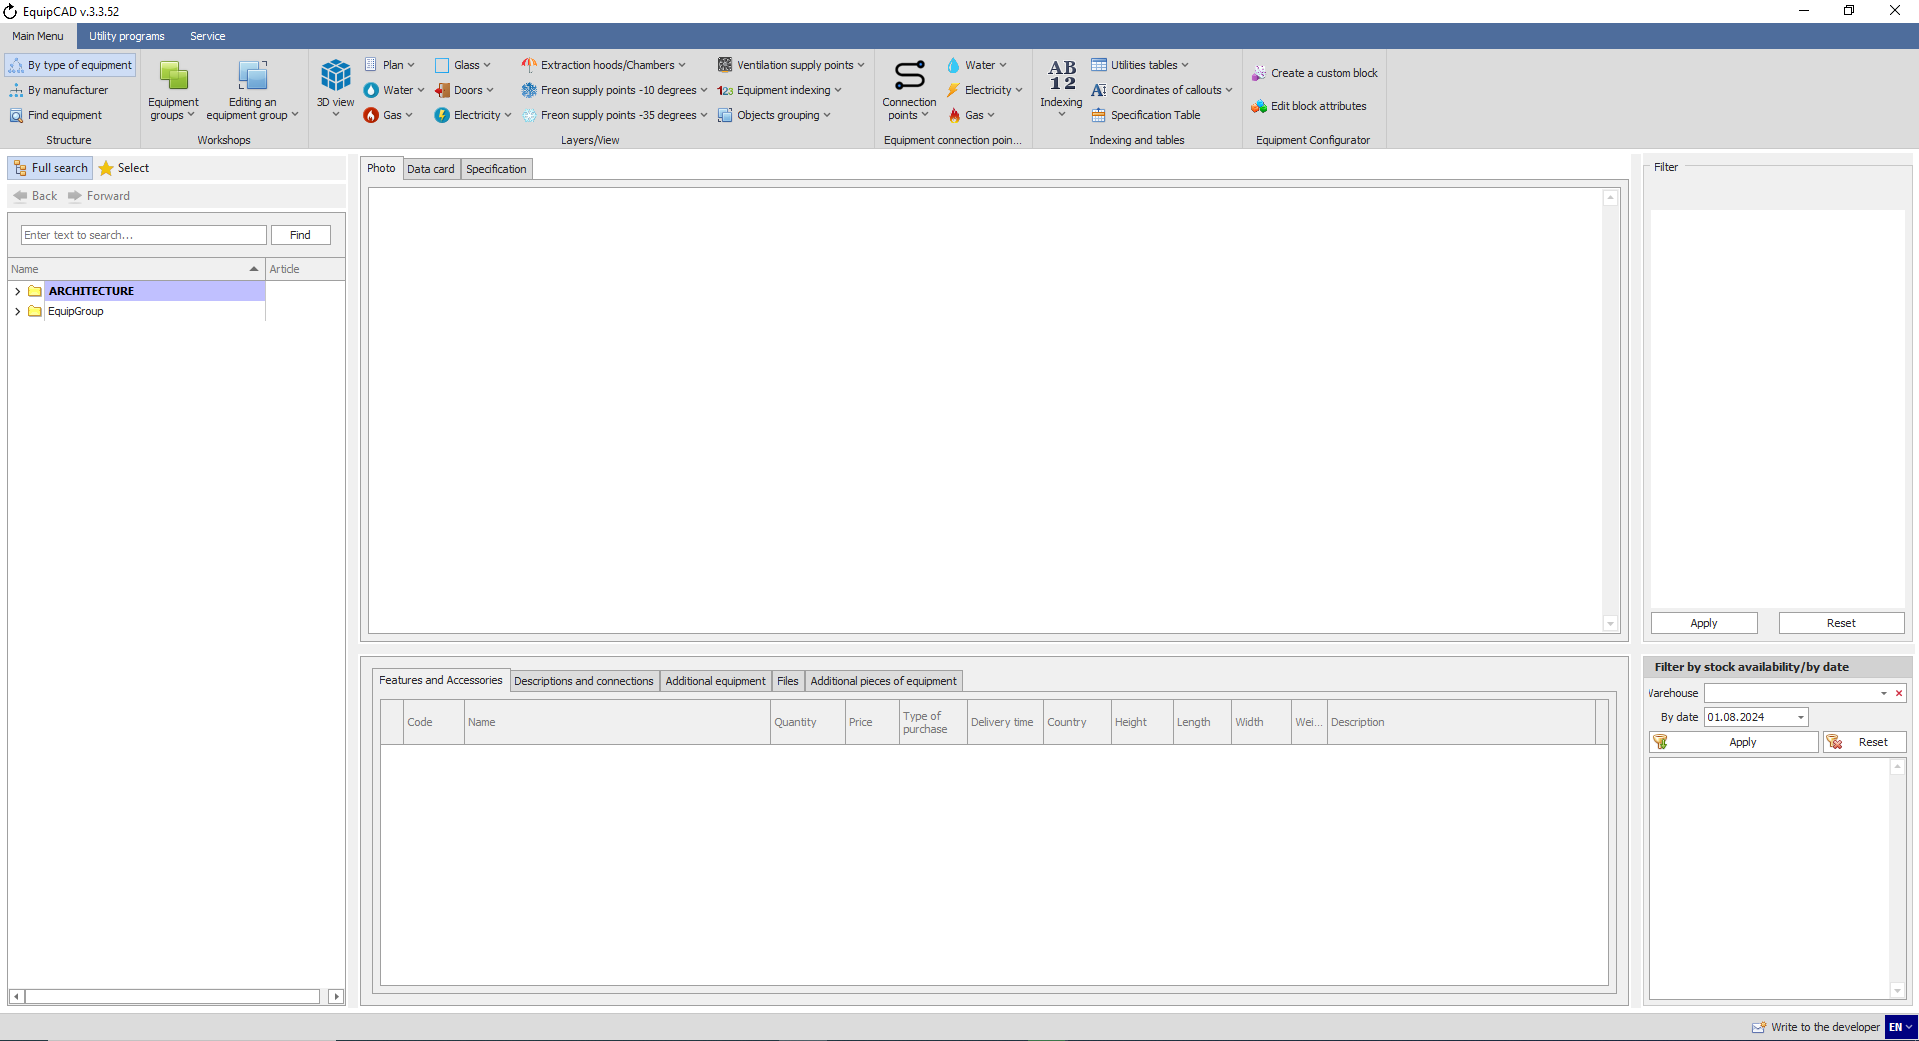 EquipCAD v.3.3.52
Main Menu
Utility programs
Service
By type of equipment
By manufacturer
Find equipment
Structure
Equipment
groups
Editing an
equipment group
Workshops
3D view
Plan
Water
Gas
Glass
Doors
Electricity
Extraction hoods/Chambers
Freon supply points -10 degrees
Freon supply points -35 degrees
Ventilation supply points
123 Equipment indexing
Objects grouping
Layers/View
Connection
points
Water
Electricity
Gas
Equipment connection poin...
AB
12
Indexing
Utilities tables
Coordinates of callouts
Specification Table
Indexing and tables
Create a custom block
Edit block attributes
Equipment Configurator
Full search
Select
Back
Forward
Enter text to search...
Find
Name
Article
ARCHITECTURE
EquipGroup
Photo
Data card
Specification
Filter
Apply
Reset
Features and Accessories
Descriptions and connections
Additional equipment
Files
Additional pieces of equipment
Code
Name
Quantity
Price
Type of
purchase
Delivery time
Country
Height
Length
Width
Wei...
Description
Filter by stock availability/by date
Varehouse
By date
01.08.2024
Apply
Reset
Write to the developer
EN